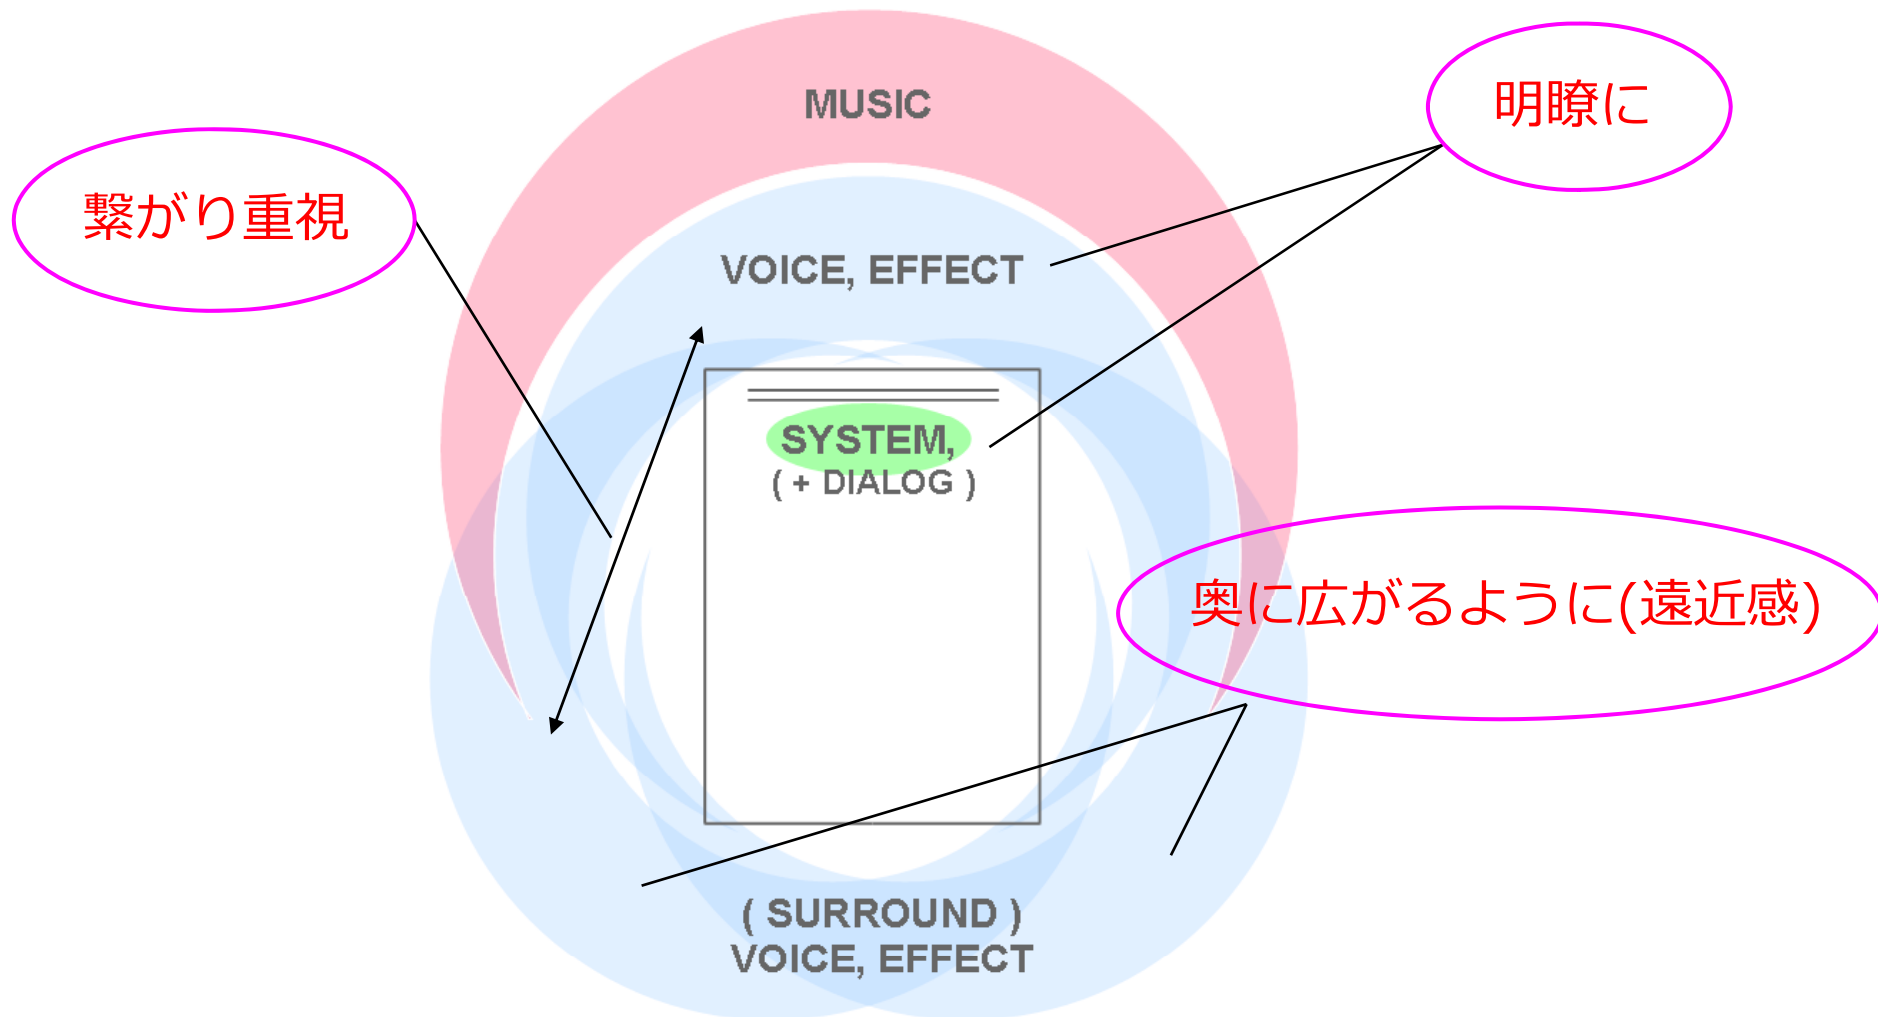 MUSIC
明瞭に
繋がり重視
VOICE, EFFECT
SYSTEM,
( + DIALOG )
奥に広がるように(遠近感)
( SURROUND )
VOICE, EFFECT